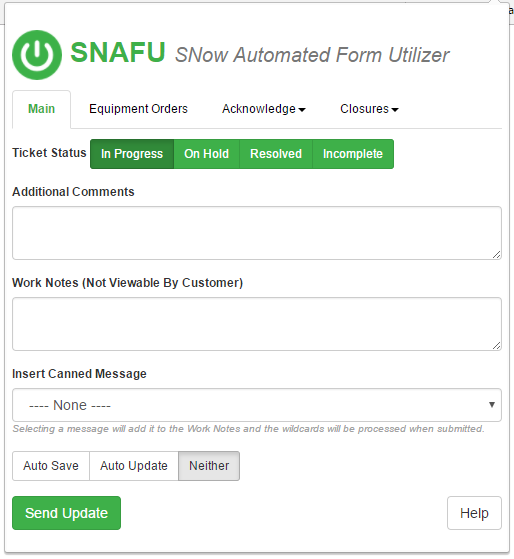 SNAFU SNow Automated Form Utilizer
Main Equipment Orders Acknowledge Closures
Ticket Status In Progress On Hold Resolved Incomplete
Additional Comments
Work Notes (Not Viewable By Customer)
Insert Canned Message
---- None ----
Selecting a message will add it to the Work Notes and the wildcards will be processed when submitted.
Auto Save Auto Update Neither
Send Update Help